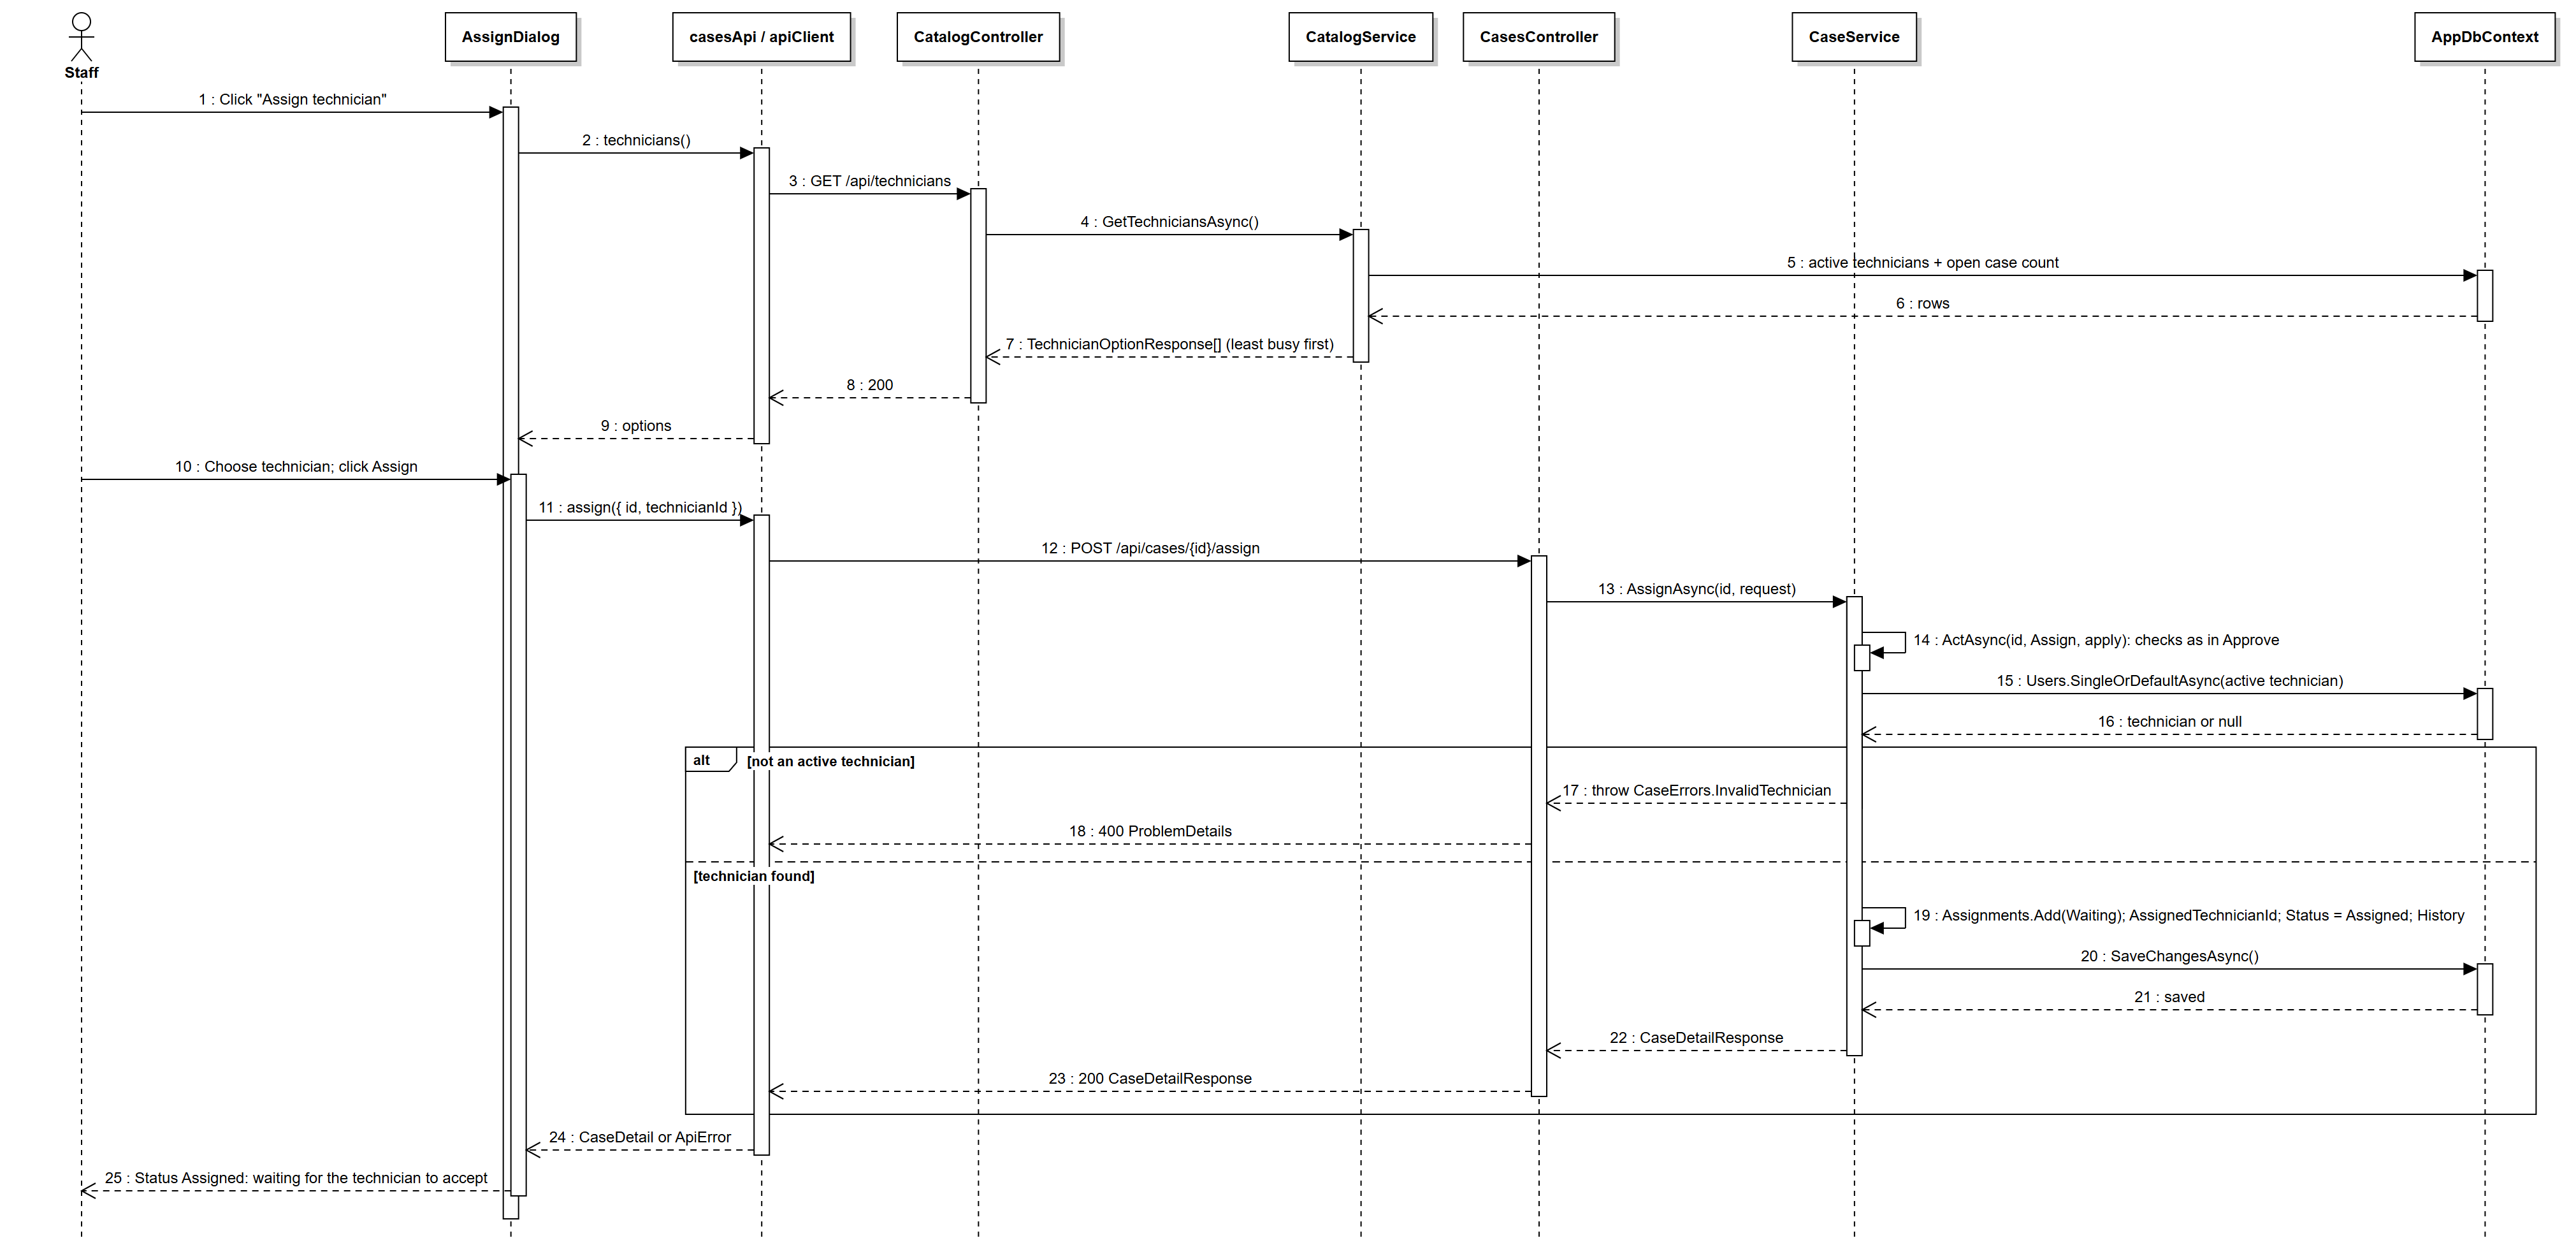 Staff
AssignDialog
casesApi / apiClient
CatalogController
CatalogService
CasesController
CaseService
AppDbContext
1 : Click "Assign technician"
2 : technicians()
3 : GET /api/technicians
4 : GetTechniciansAsync()
5 : active technicians + open case count
6 : rows
7 : TechnicianOptionResponse[] (least busy first)
8 : 200
9 : options
10 : Choose technician; click Assign
11 : assign({ id, technicianId })
12 : POST /api/cases/{id}/assign
13 : AssignAsync(id, request)
14 : ActAsync(id, Assign, apply): checks as in Approve
15 : Users.SingleOrDefaultAsync(active technician)
16 : technician or null
alt
[not an active technician]
17 : throw CaseErrors.InvalidTechnician
18 : 400 ProblemDetails
[technician found]
19 : Assignments.Add(Waiting); AssignedTechnicianId; Status = Assigned; History
20 : SaveChangesAsync()
21 : saved
22 : CaseDetailResponse
23 : 200 CaseDetailResponse
24 : CaseDetail or ApiError
25 : Status Assigned: waiting for the technician to accept